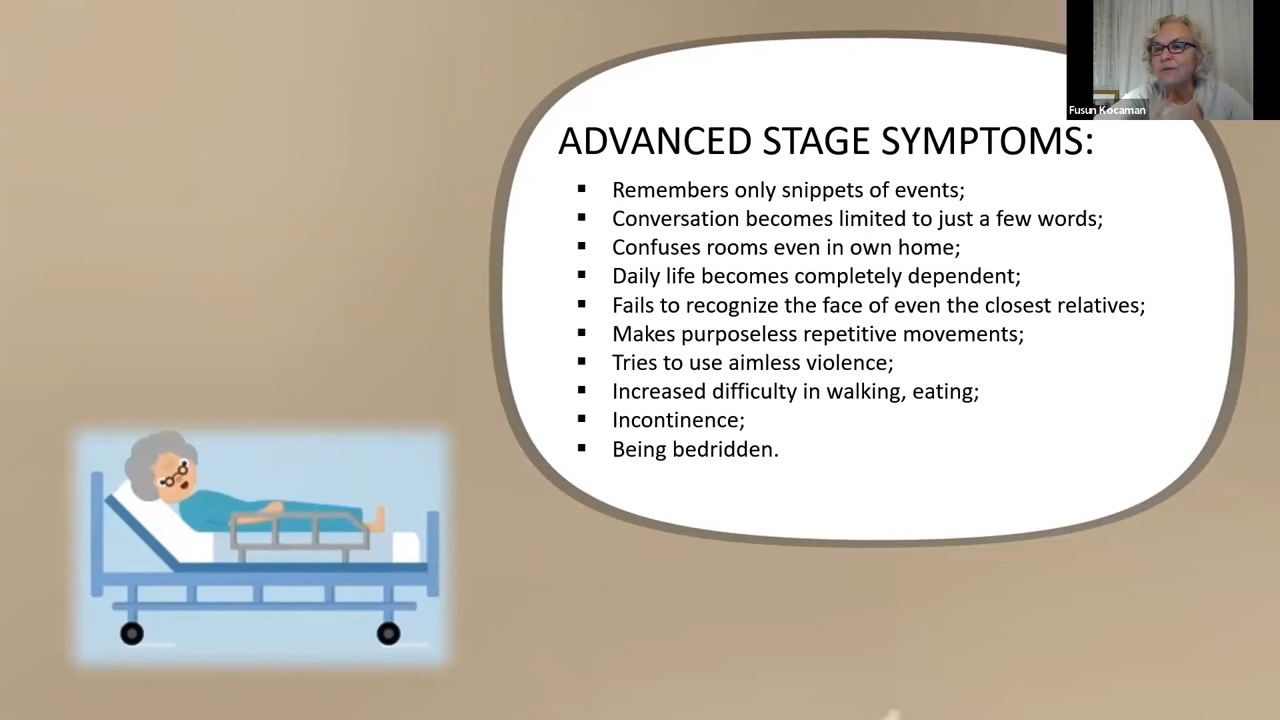 Fusun Kocaman
ADVANCED STAGE SYMPTOMS:
▪ Remembers only snippets of events;
▪ Conversation becomes limited to just a few words;
▪ Confuses rooms even in own home;
▪ Daily life becomes completely dependent;
▪ Fails to recognize the face of even the closest relatives;
▪ Makes purposeless repetitive movements;
▪ Tries to use aimless violence;
▪ Increased difficulty in walking, eating;
▪ Incontinence;
▪ Being bedridden.